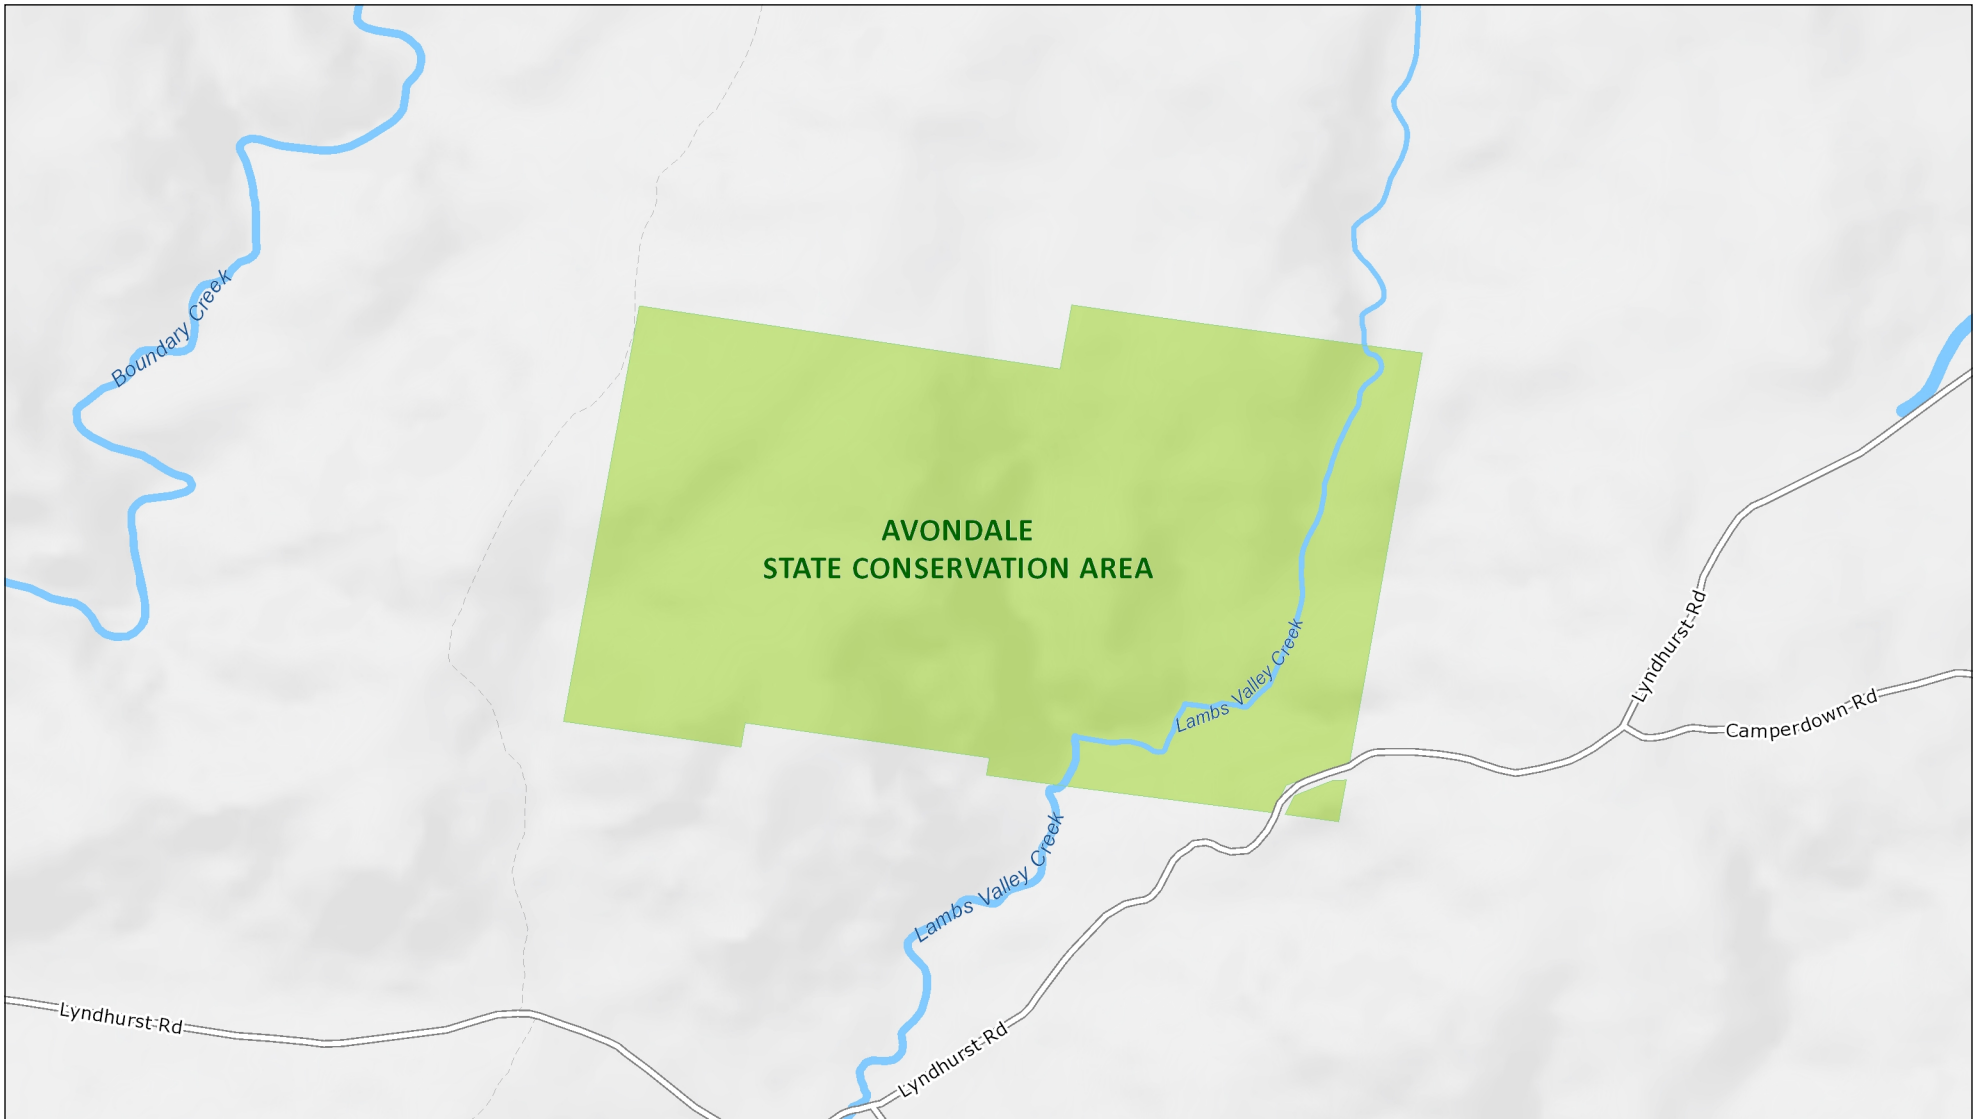 Boundary Creek
AVONDALE
STATE CONSERVATION AREA
Lambs Valley Creek
Lyndhurst Rd
Camperdown Rd
Lambs Valley Creek
Lyndhurst Rd
Lyndhurst Rd